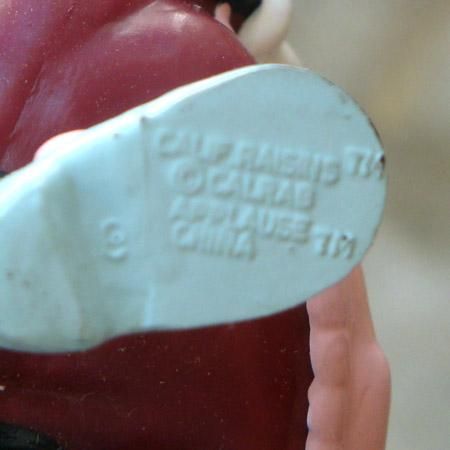 CALIF RAISINS TM
© CALRAB
APPLAUSE TM
CHINA